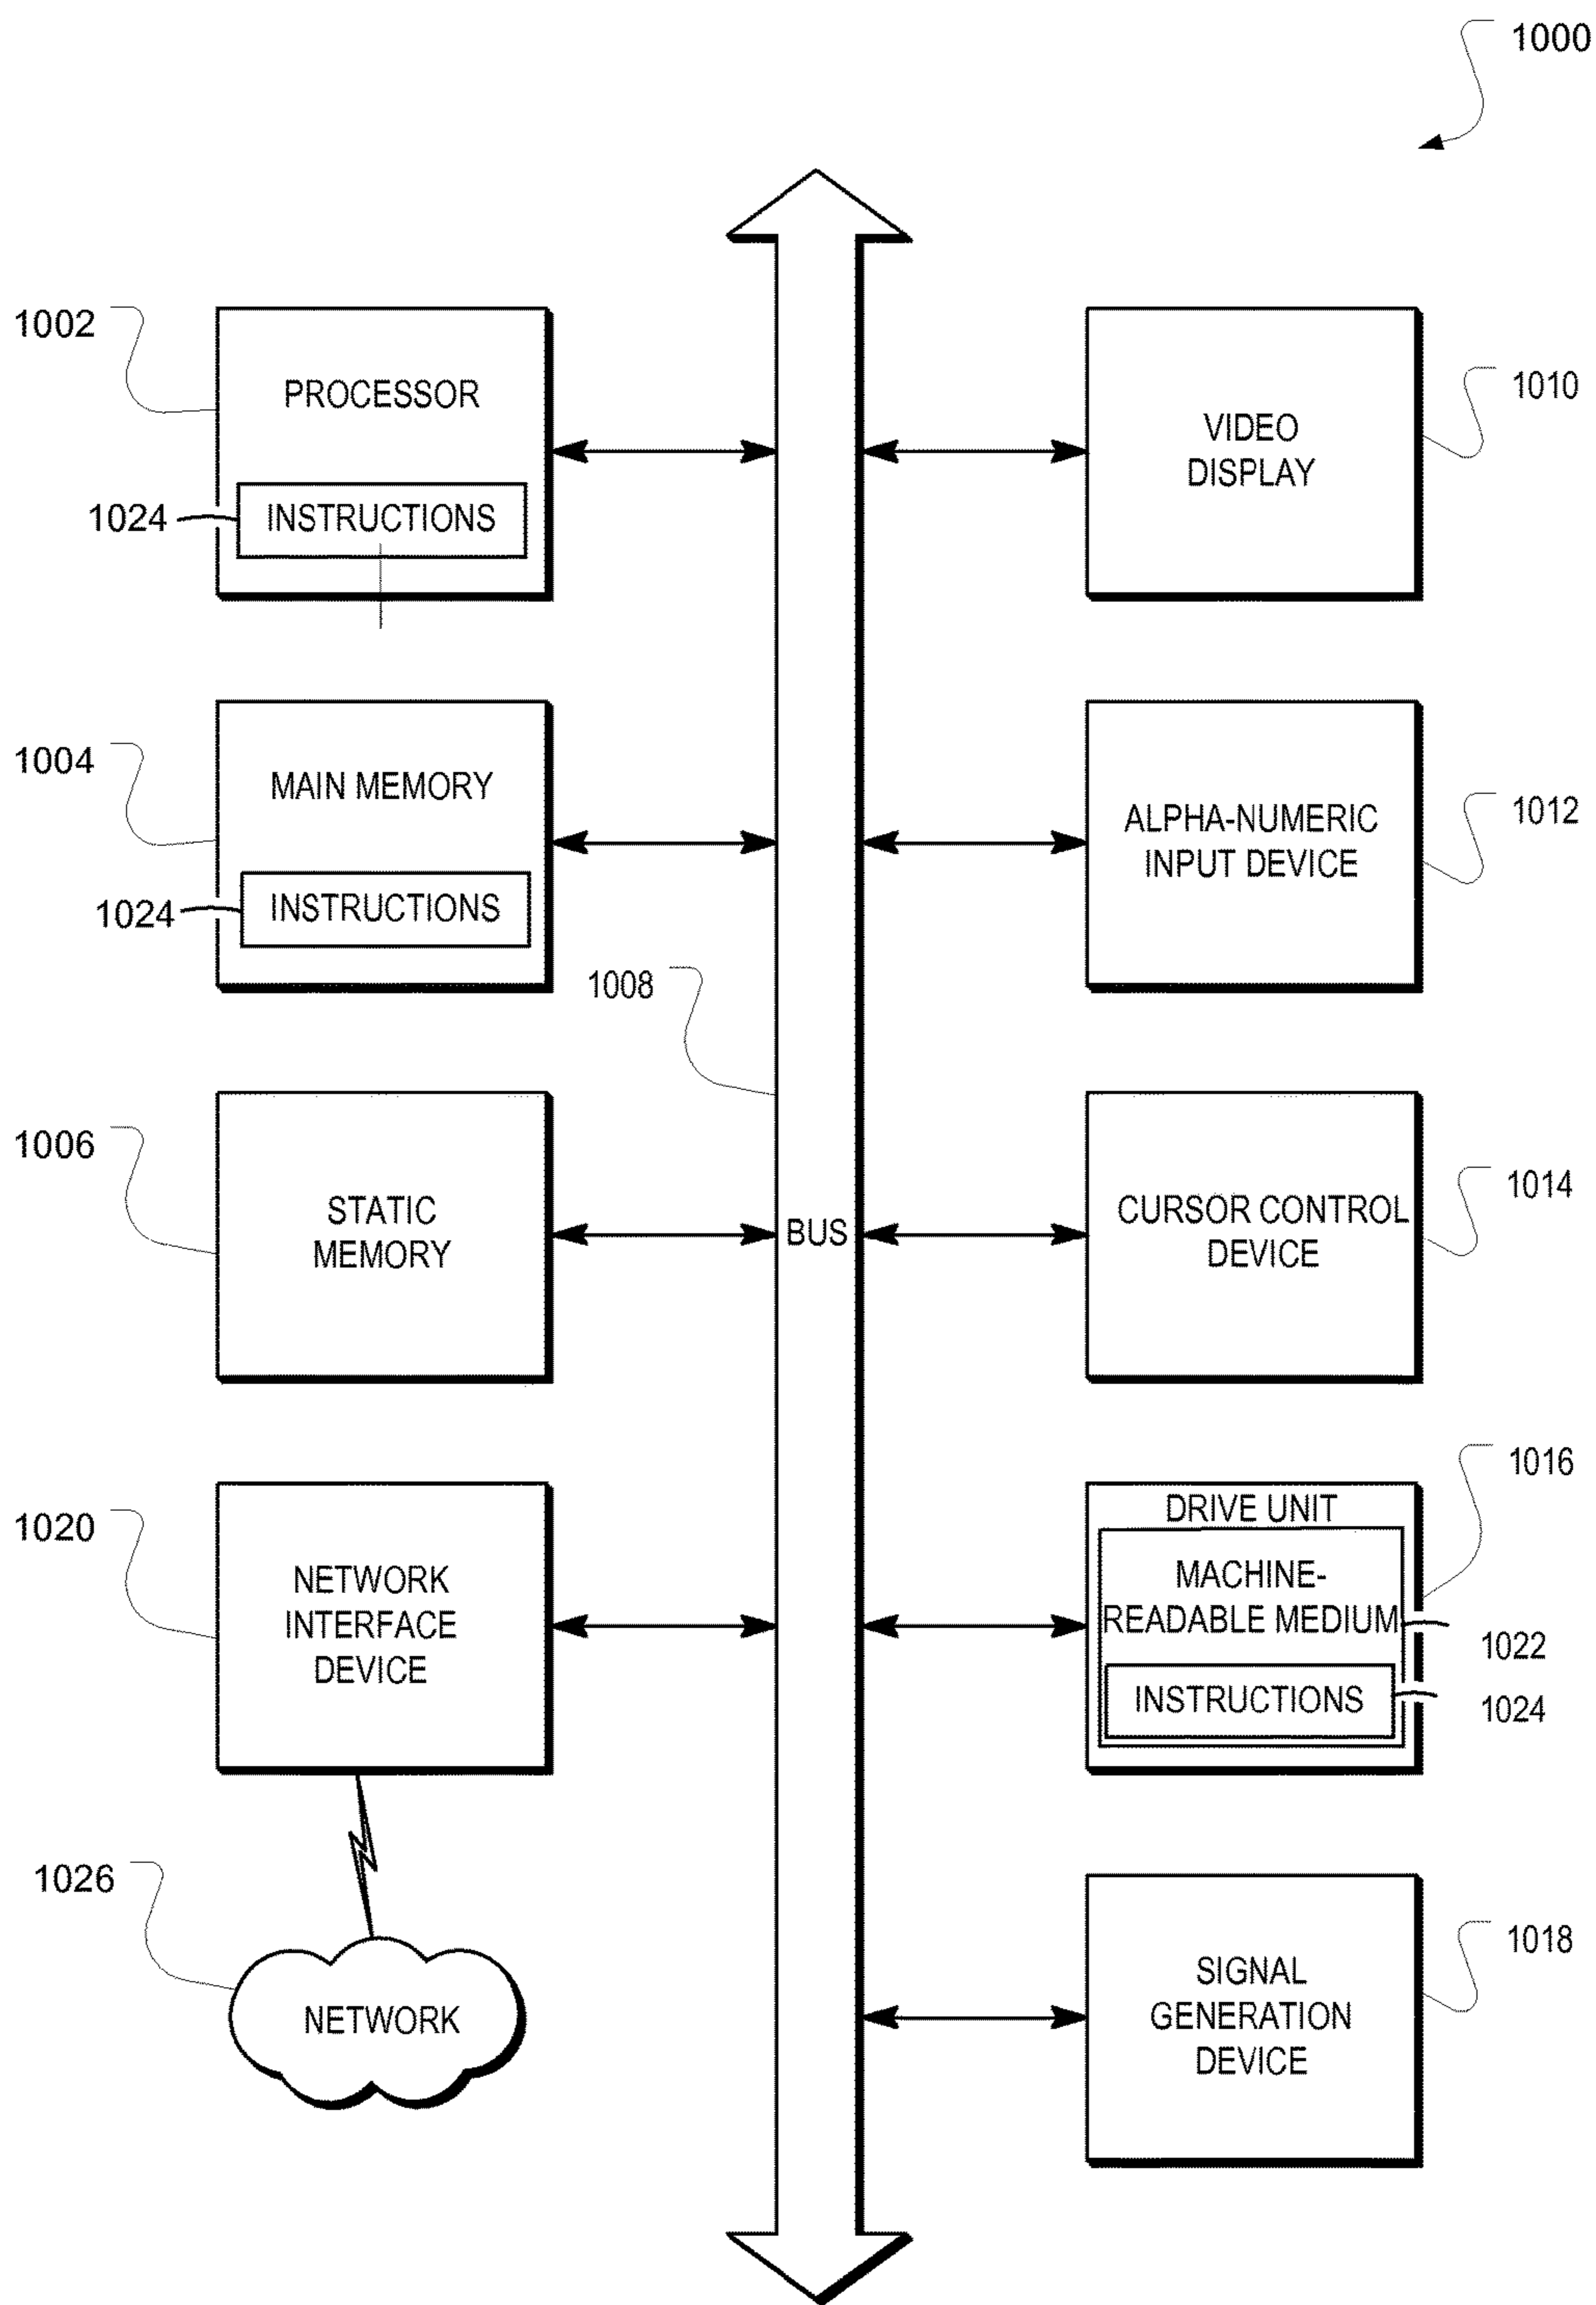 1000
1002
PROCESSOR
1024
INSTRUCTIONS
1004
MAIN MEMORY
1024
INSTRUCTIONS
1006
STATIC
MEMORY
1020
NETWORK
INTERFACE
DEVICE
1026
NETWORK
1008
BUS
VIDEO
DISPLAY
1010
ALPHA-NUMERIC
INPUT DEVICE
1012
CURSOR CONTROL
DEVICE
1014
DRIVE UNIT
1016
MACHINE-
READABLE MEDIUM
1022
INSTRUCTIONS
1024
SIGNAL
GENERATION
DEVICE
1018